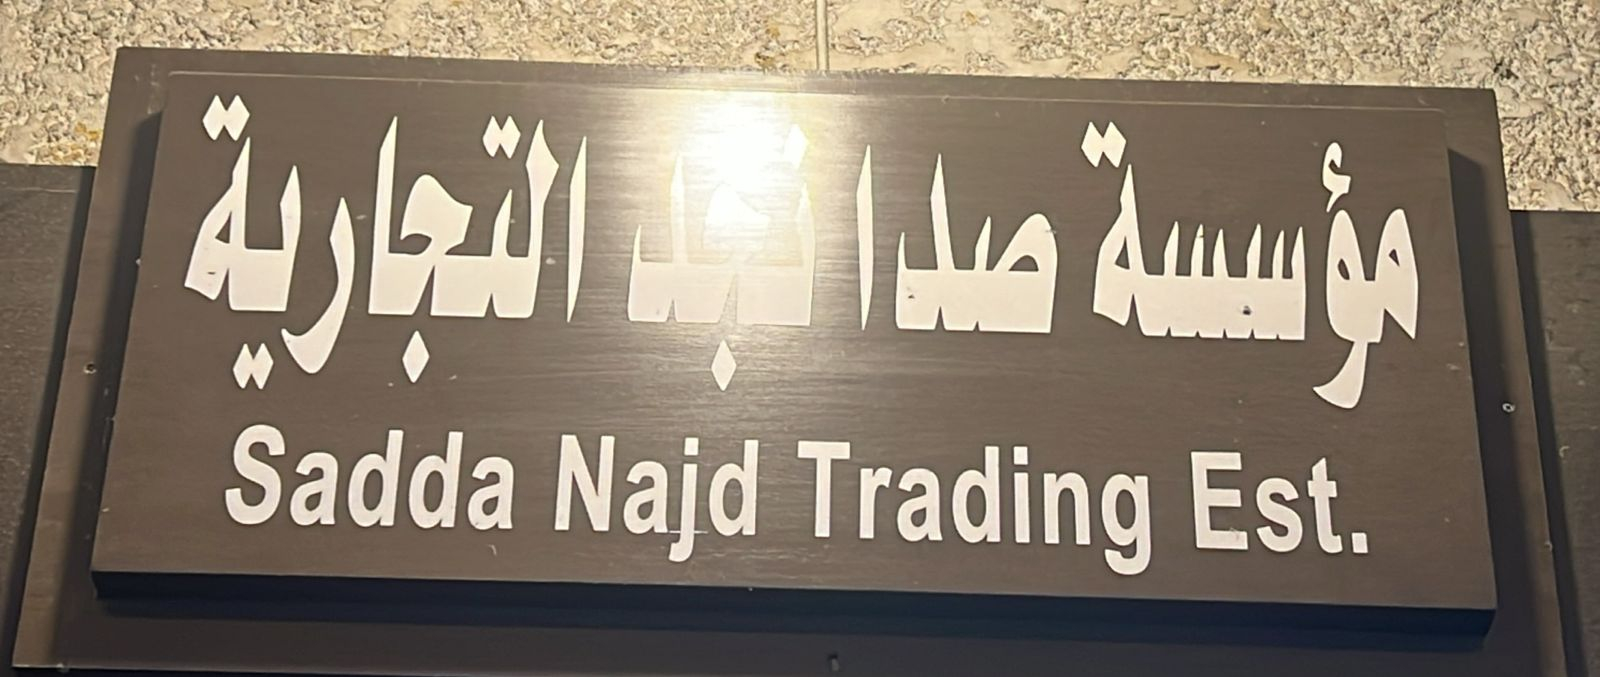 مؤسسة صدا نجد التجارية
Sadda Najd Trading Est.